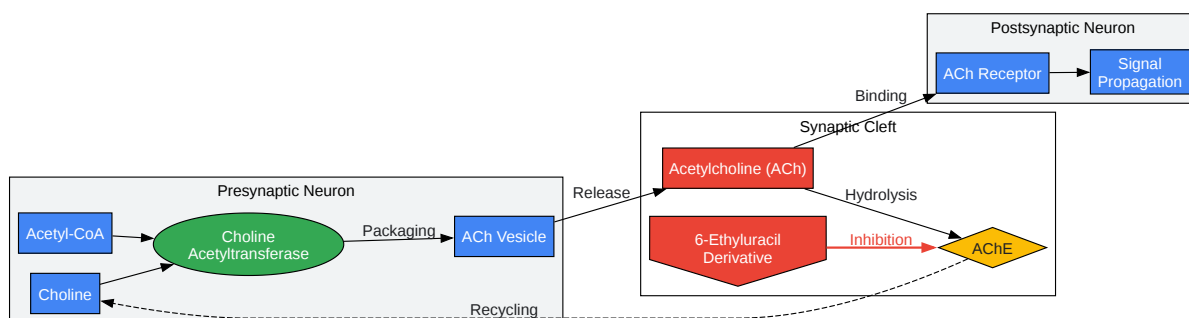 Postsynaptic Neuron
ACh Receptor
Signal
Propagation
Binding
Synaptic Cleft
Acetylcholine (ACh)
Hydrolysis
6-Ethyluracil
Derivative
Inhibition
AChE
Presynaptic Neuron
Acetyl-CoA
Choline
Acetyltransferase
Packaging
ACh Vesicle
Release
Choline
Recycling